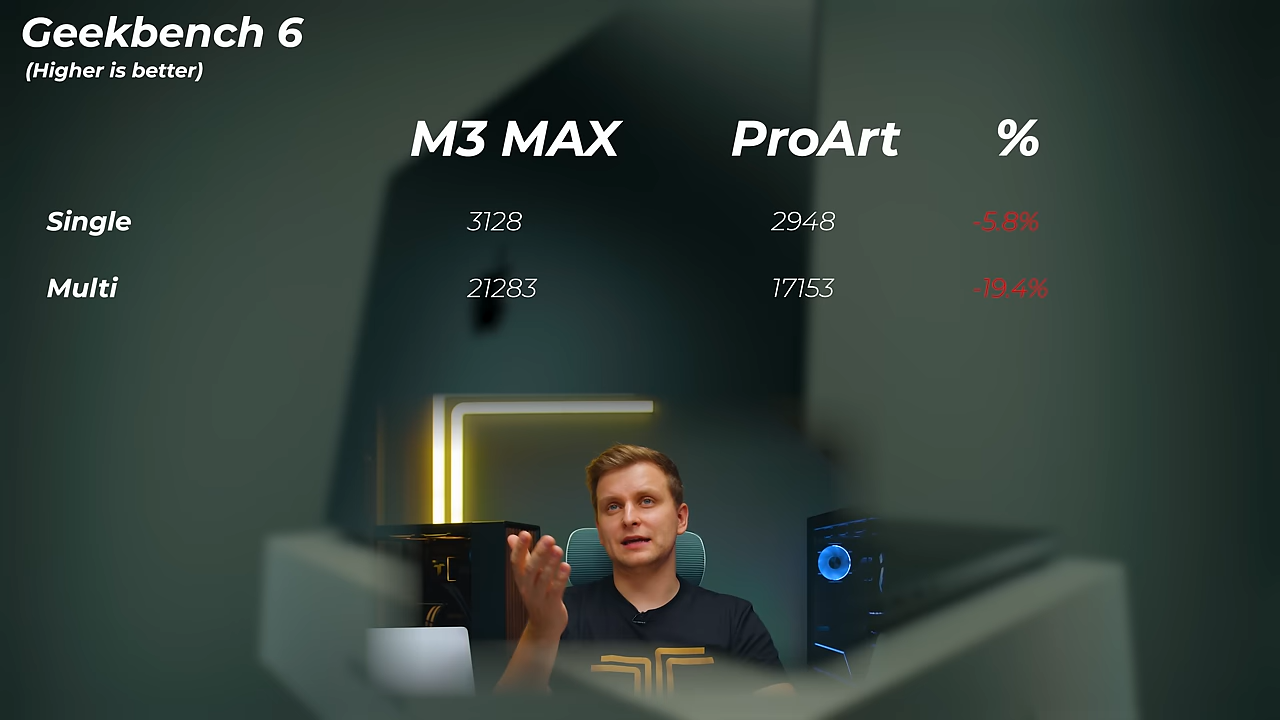 Geekbench 6
(Higher is better)
M3 MAX ProArt %
Single 3128 2948 -5.8%
Multi 21283 17153 -19.4%